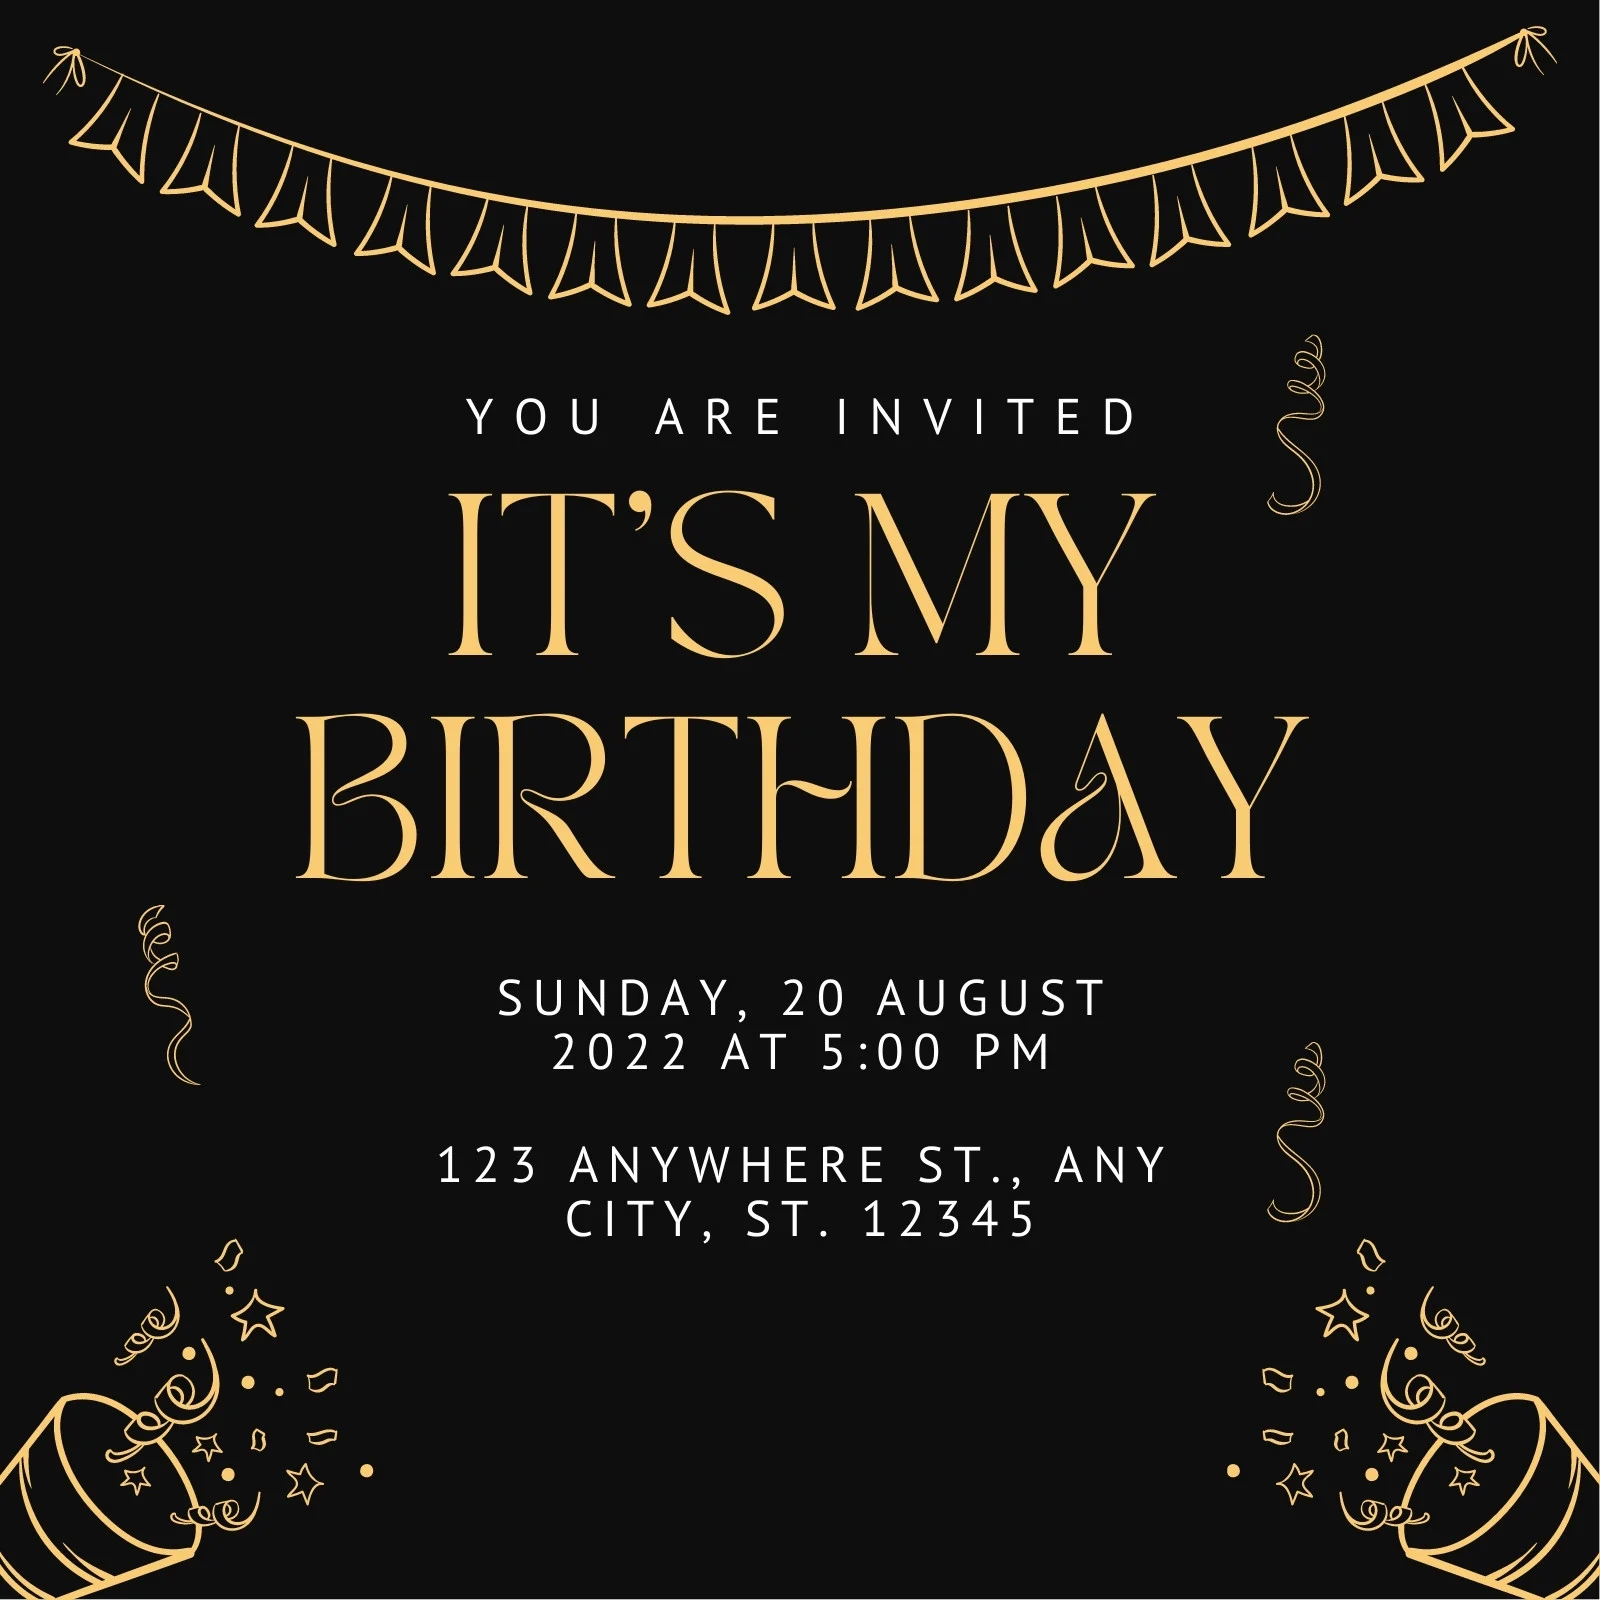 YOU ARE INVITED
IT’S MY
BIRTHDAY
SUNDAY, 20 AUGUST
2022 AT 5:00 PM
123 ANYWHERE ST., ANY
CITY, ST. 12345